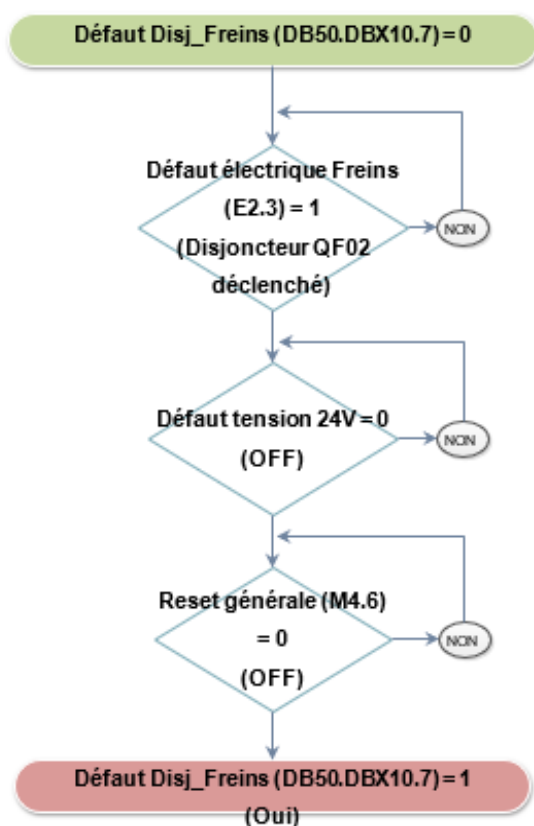 Défaut Disj_Freins (DB50.DBX10.7) = 0
Défaut électrique Freins
(E2.3) = 1
(Disjoncteur QF02
déclenché)
NON
Défaut tension 24V = 0
(OFF)
NON
Reset générale (M4.6)
= 0
(OFF)
NON
Défaut Disj_Freins (DB50.DBX10.7) = 1
(Oui)